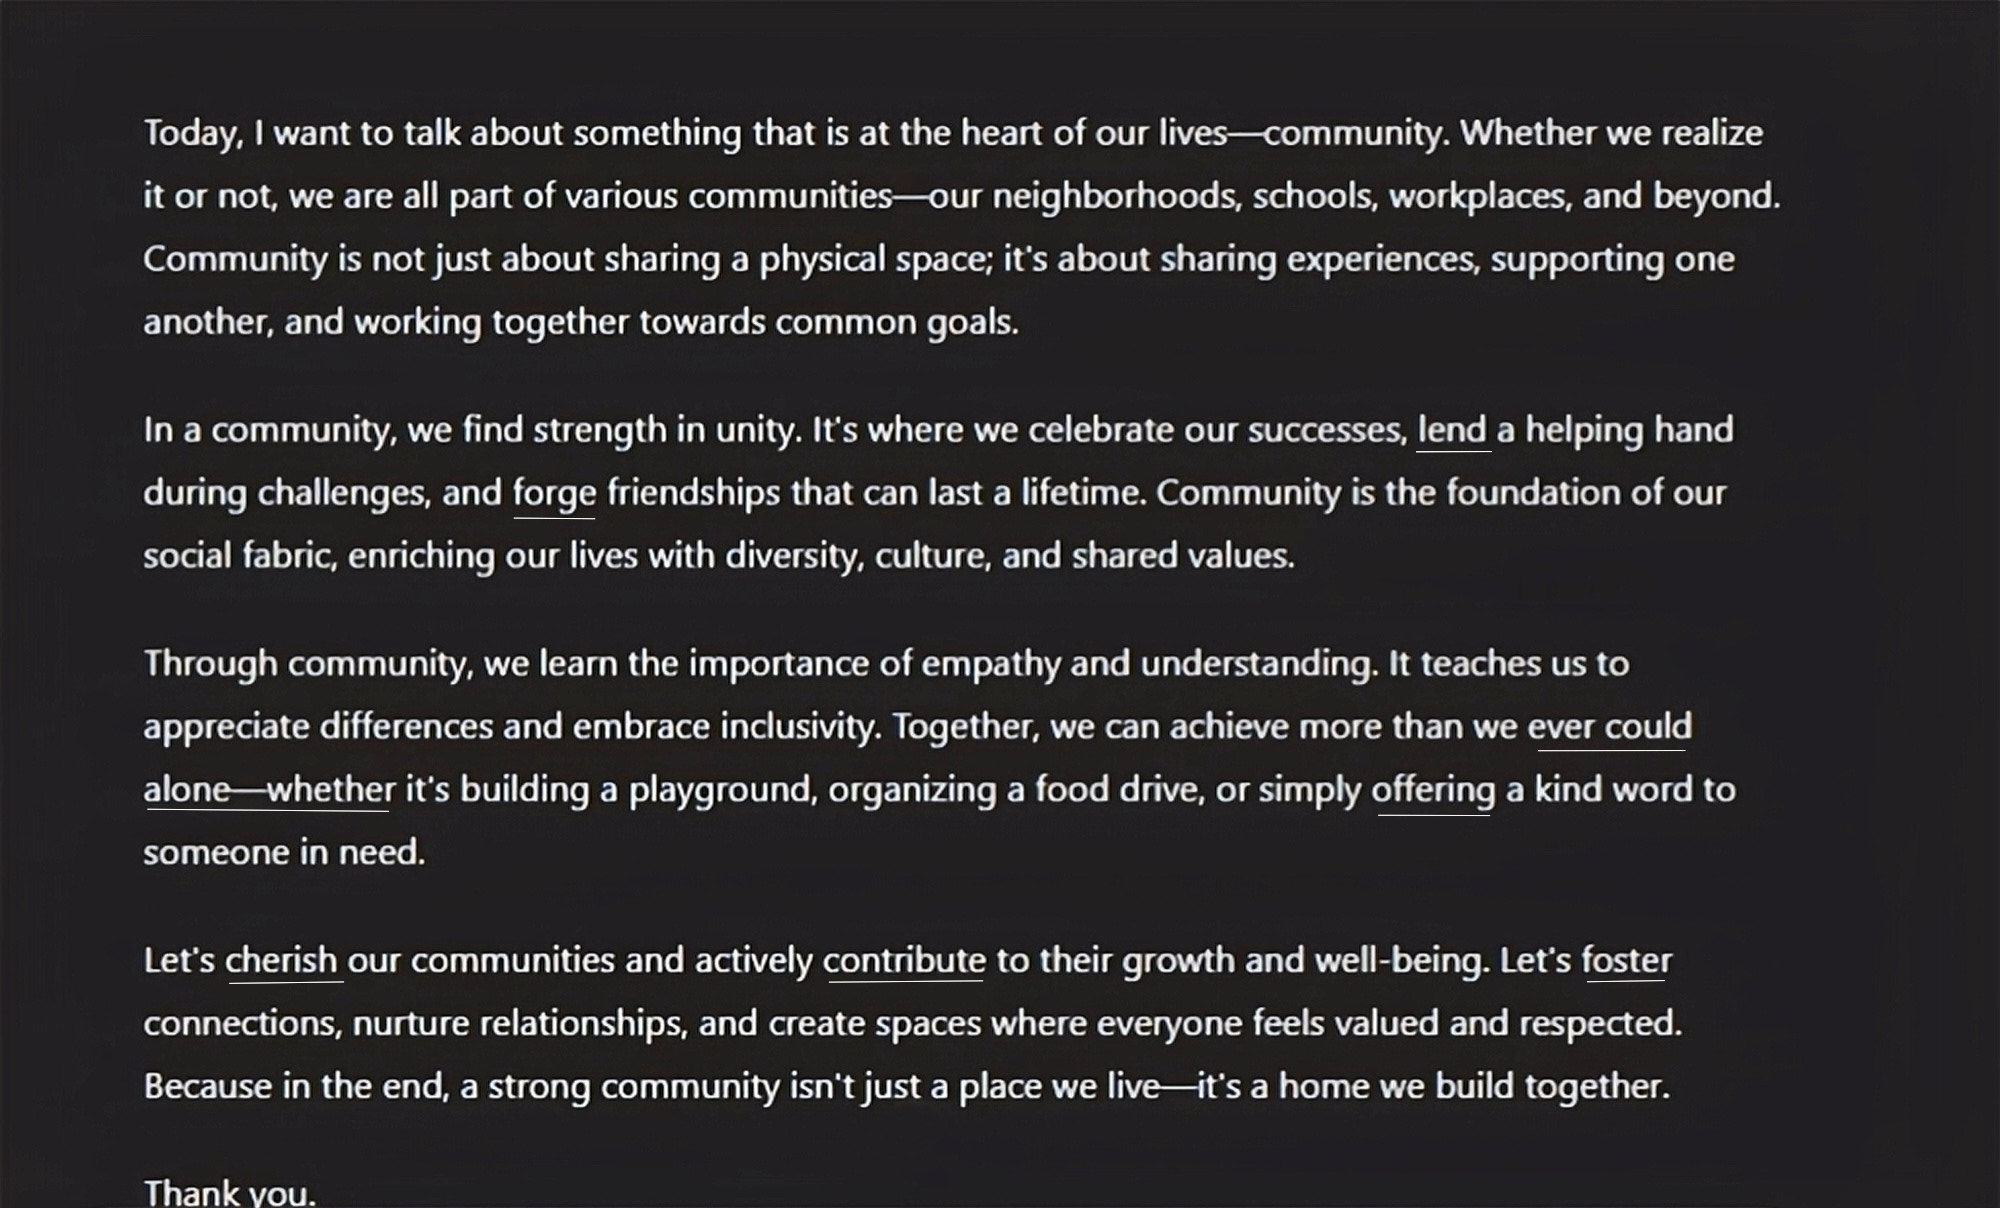 Today, I want to talk about something that is at the heart of our lives—community. Whether we realize
it or not, we are all part of various communities—our neighborhoods, schools, workplaces, and beyond.
Community is not just about sharing a physical space; it's about sharing experiences, supporting one
another, and working together towards common goals.
In a community, we find strength in unity. It's where we celebrate our successes, lend a helping hand
during challenges, and forge friendships that can last a lifetime. Community is the foundation of our
social fabric, enriching our lives with diversity, culture, and shared values.
Through community, we learn the importance of empathy and understanding. It teaches us to
appreciate differences and embrace inclusivity. Together, we can achieve more than we ever could
alone—whether it's building a playground, organizing a food drive, or simply offering a kind word to
someone in need.
Let's cherish our communities and actively contribute to their growth and well-being. Let's foster
connections, nurture relationships, and create spaces where everyone feels valued and respected.
Because in the end, a strong community isn't just a place we live—it's a home we build together.
Thank you.